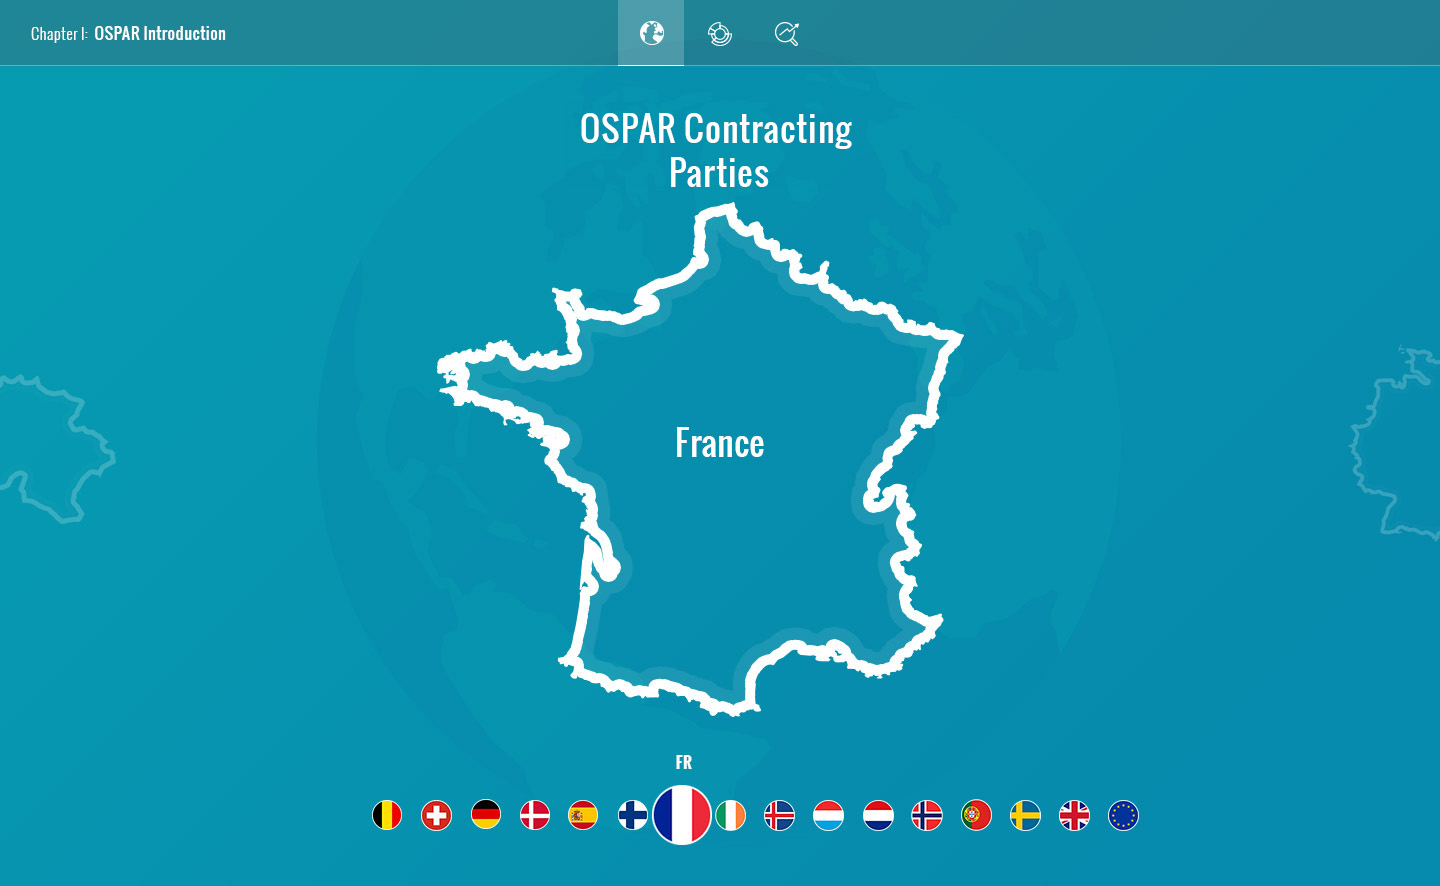 Chapter I: OSPAR Introduction
OSPAR Contracting
Parties
France
FR